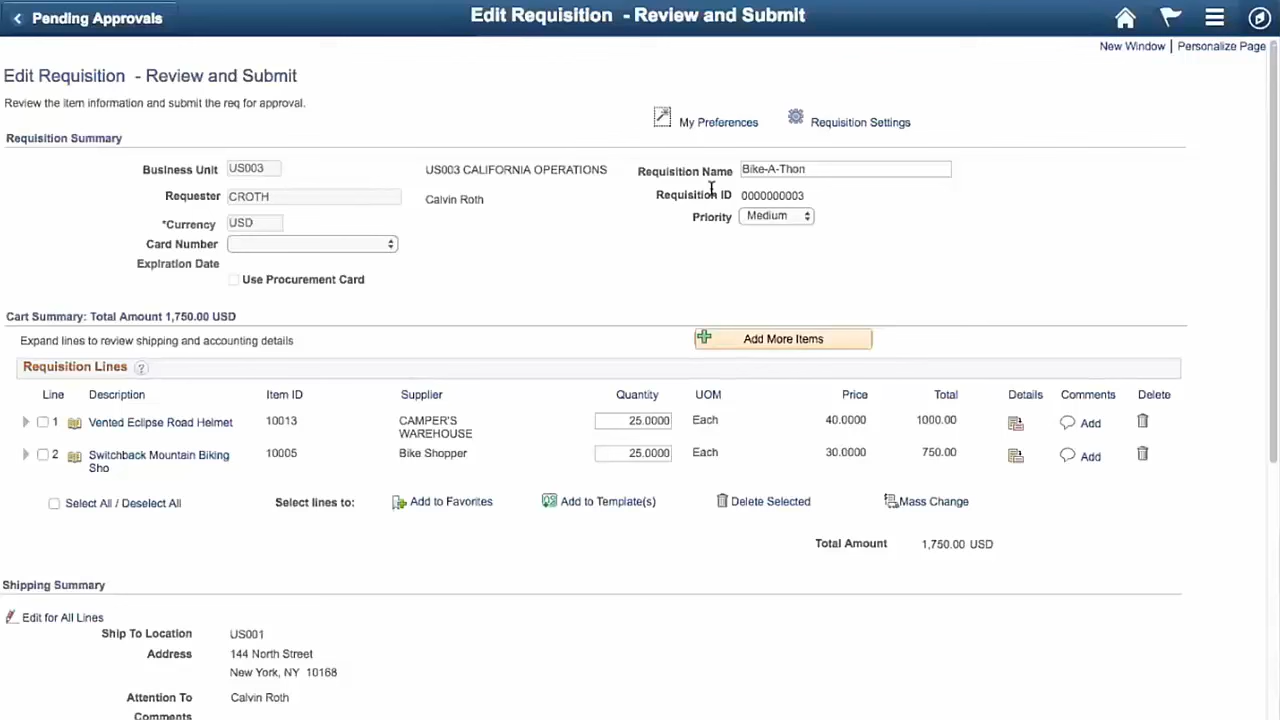 Pending Approvals
Edit Requisition - Review and Submit
New Window | Personalize Page
Edit Requisition - Review and Submit
Review the item information and submit the req for approval.
My Preferences Requisition Settings
Requisition Summary
Business Unit US003 US003 CALIFORNIA OPERATIONS Requisition Name Bike-A-Thon
Requester CROTH Calvin Roth Requisition ID 0000000003
*Currency USD Priority Medium
Card Number
Expiration Date
Use Procurement Card
Cart Summary: Total Amount 1,750.00 USD
Expand lines to review shipping and accounting details Add More Items
Requisition Lines ?
Line Description Item ID Supplier Quantity UOM Price Total Details Comments Delete
1 Vented Eclipse Road Helmet 10013 CAMPER'S 25.0000 Each 40.0000 1000.00 Add
WAREHOUSE
2 Switchback Mountain Biking 10005 Bike Shopper 25.0000 Each 30.0000 750.00 Add
Sho
Select All / Deselect All Select lines to: Add to Favorites Add to Template(s) Delete Selected Mass Change
Total Amount 1,750.00 USD
Shipping Summary
Edit for All Lines
Ship To Location US001
Address 144 North Street
New York, NY 10168
Attention To Calvin Roth
Comments